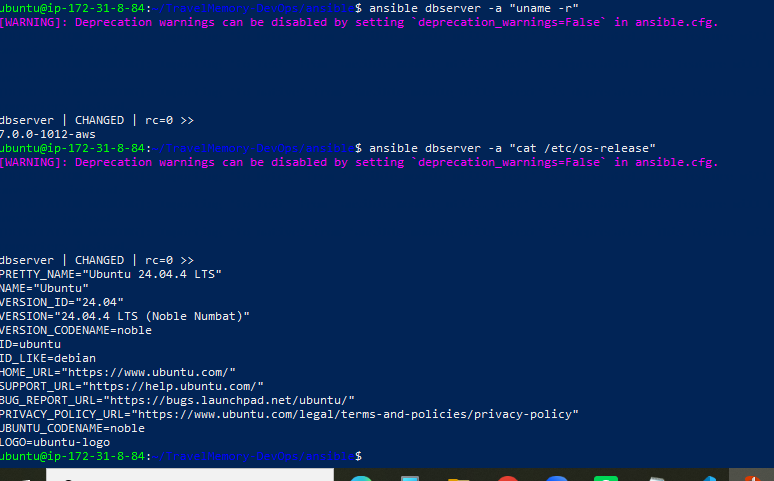 ubuntu@ip-172-31-8-84:~/TravelMemory-DevOps/ansible$ ansible dbserver -a "uname -r"
[WARNING]: Deprecation warnings can be disabled by setting `deprecation_warnings=False` in ansible.cfg.
dbserver | CHANGED | rc=0 >>
7.0.0-1012-aws
ubuntu@ip-172-31-8-84:~/TravelMemory-DevOps/ansible$ ansible dbserver -a "cat /etc/os-release"
[WARNING]: Deprecation warnings can be disabled by setting `deprecation_warnings=False` in ansible.cfg.
dbserver | CHANGED | rc=0 >>
PRETTY_NAME="Ubuntu 24.04.4 LTS"
NAME="Ubuntu"
VERSION_ID="24.04"
VERSION="24.04.4 LTS (Noble Numbat)"
VERSION_CODENAME=noble
ID=ubuntu
ID_LIKE=debian
HOME_URL="https://www.ubuntu.com/"
SUPPORT_URL="https://help.ubuntu.com/"
BUG_REPORT_URL="https://bugs.launchpad.net/ubuntu/"
PRIVACY_POLICY_URL="https://www.ubuntu.com/legal/terms-and-policies/privacy-policy"
UBUNTU_CODENAME=noble
LOGO=ubuntu-logo
ubuntu@ip-172-31-8-84:~/TravelMemory-DevOps/ansible$